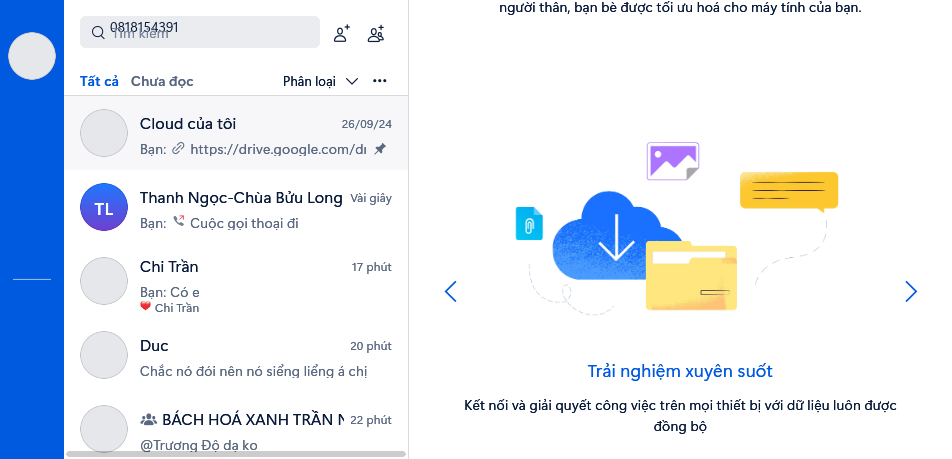 người thân, bạn bè được tối ưu hoá cho máy tính của bạn.
0818154391
Tìm kiếm
Tất cả Chưa đọc Phân loại
Cloud của tôi 26/09/24
Bạn: https://drive.google.com/dr
Thanh Ngọc-Chùa Bửu Long Vài giây
TL
Bạn: Cuộc gọi thoại đi
Chi Trần 17 phút
Bạn: Có e
Chi Trần
Duc 20 phút
Chắc nó đói nên nó siểng liểng á chị
BÁCH HOÁ XANH TRẦN N 22 phút
@Trương Độ dạ ko
Trải nghiệm xuyên suốt
Kết nối và giải quyết công việc trên mọi thiết bị với dữ liệu luôn được
đồng bộ